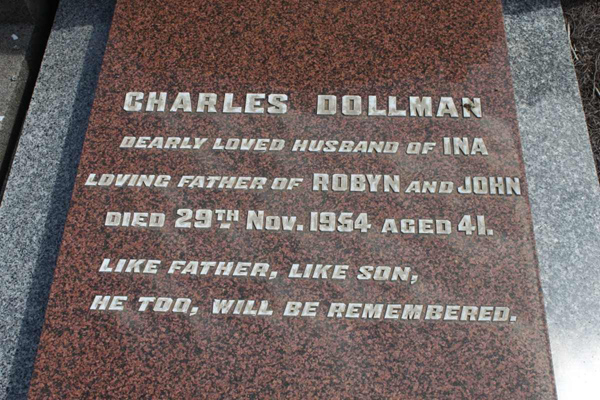 CHARLES DOLLMAN
DEARLY LOVED HUSBAND OF INA
LOVING FATHER OF ROBYN AND JOHN
DIED 29TH NOV. 1954 AGED 41.
LIKE FATHER, LIKE SON,
HE TOO, WILL BE REMEMBERED.